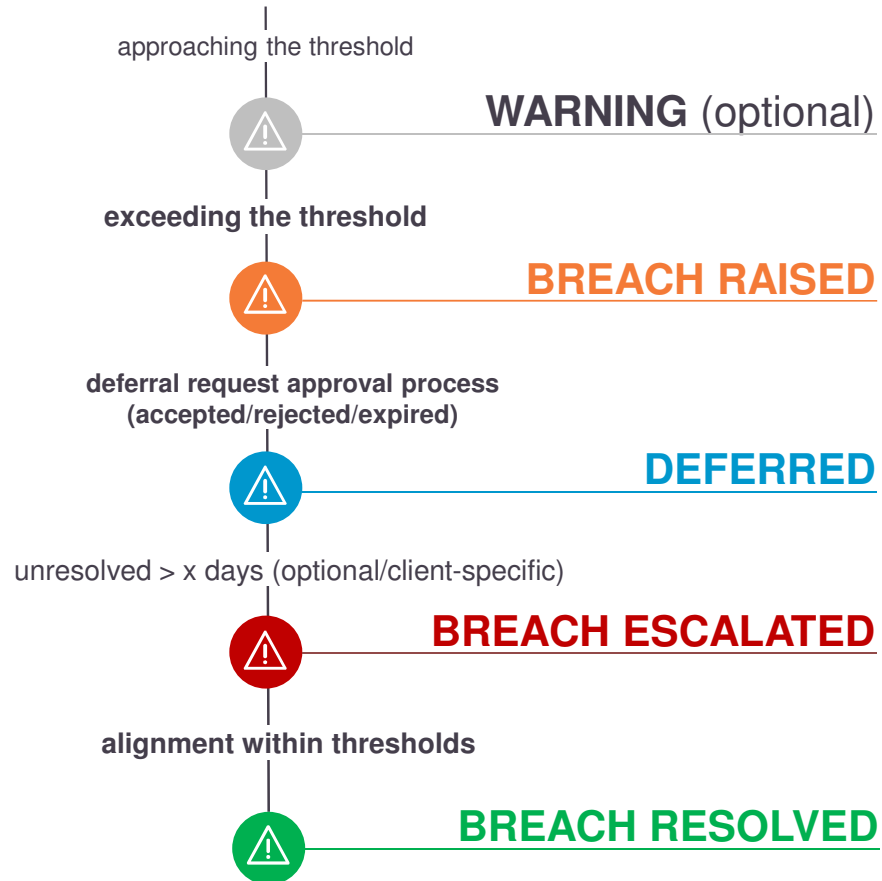 approaching the threshold
WARNING (optional)
exceeding the threshold
BREACH RAISED
deferral request approval process
(accepted/rejected/expired)
DEFERRED
unresolved > x days (optional/client-specific)
BREACH ESCALATED
alignment within thresholds
BREACH RESOLVED